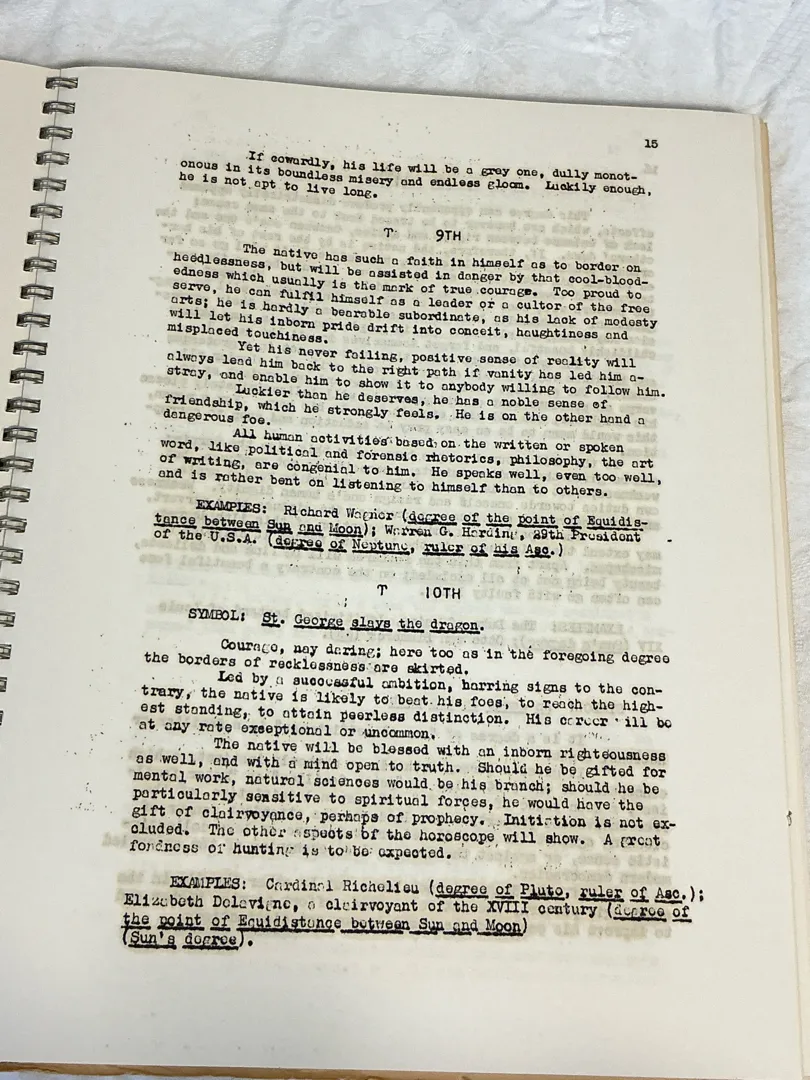 15
If cowardly, his life will be a grey one, dully monot-
onous in its boundless misery and endless gloom. Luckily enough,
he is not apt to live long.
T 9TH
The native has such a faith in himself as to border on
heedlessness, but will be assisted in danger by that cool-blood-
edness which usually is the mark of true courage. Too proud to
serve, he can fulfil himself as a leader or a cultor of the free
arts; he is hardly a bearable subordinate, as his lack of modesty
will let his inborn pride drift into conceit, haughtiness and
misplaced touchiness.
Yet his never failing, positive sense of reality will
always lead him back to the right path if vanity has led him a-
stray, and enable him to show it to anybody willing to follow him.
Luckier than he deserves, he has a noble sense of
friendship, which he strongly feels. He is on the other hand a
dangerous foe.
All human activities based on the written or spoken
word, like political and forensic rhetorics, philosophy, the art
of writing, are congenial to him. He speaks well, even too well,
and is rather bent on listening to himself than to others.
EXAMPLES: Richard Wagner (degree of the point of Equidis-
tance between Sun and Moon); Warren G. Harding, 29th President
of the U.S.A. (degree of Neptune, ruler of his Asc.)
T 10TH
SYMBOL: St. George slays the dragon.
Courage, nay daring; here too as in the foregoing degree
the borders of recklessness are skirted.
Led by a successful ambition, barring signs to the con-
trary, the native is likely to beat his foes, to reach the high-
est standing, to attain peerless distinction. His career will be
at any rate exceptional or uncommon.
The native will be blessed with an inborn righteousness
as well, and with a mind open to truth. Should he be gifted for
mental work, natural sciences would be his branch; should he be
particularly sensitive to spiritual forces, he would have the
gift of clairvoyance, perhaps of prophecy. Initiation is not ex-
cluded. The other aspects of the horoscope will show. A great
fondness of hunting is to be expected.
EXAMPLES: Cardinal Richelieu (degree of Pluto, ruler of Asc.);
Elizabeth Delavigne, a clairvoyant of the XVIII century (degree of
the point of Equidistance between Sun and Moon)
(Sun's degree).